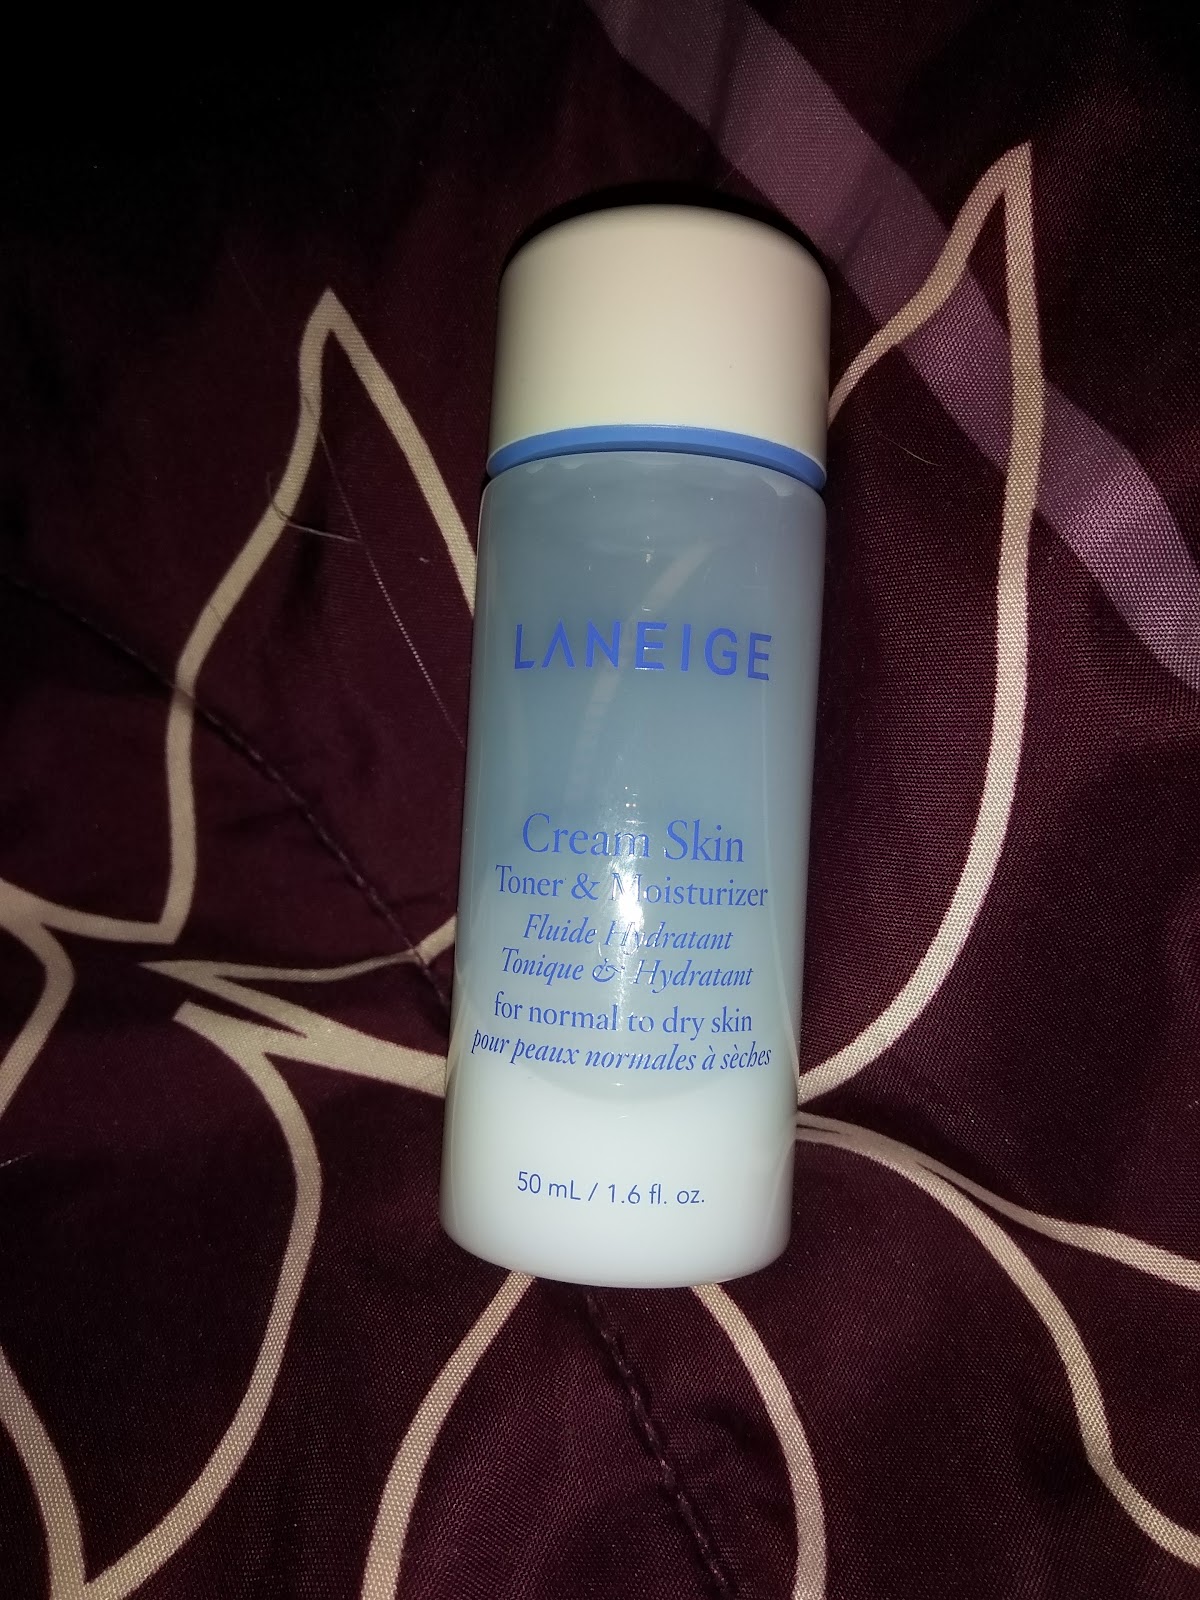 LANEIGE
Cream Skin
Toner & Moisturizer
Fluide Hydratant
Tonique & Hydratant
for normal to dry skin
pour peaux normales à sèches
50 mL / 1.6 fl. oz.